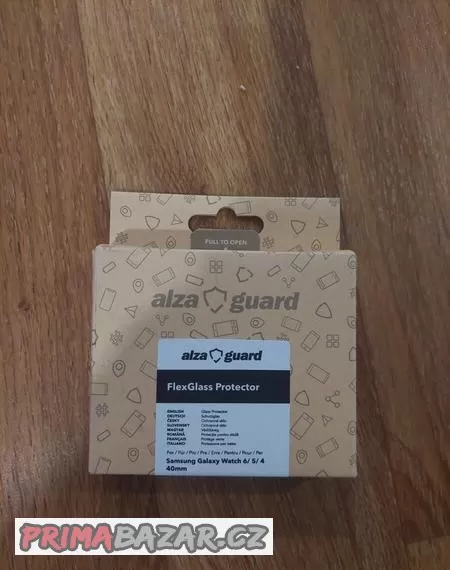 PULL TO OPEN
alza guard
alza guard
FlexGlass Protector
ENGLISH Glass Protector
DEUTSCH Schutzglas
ČESKY Ochranné sklo
SLOVENSKY Ochranné sklo
MAGYAR Védőüveg
ROMÂNĂ Protecție pentru sticlă
FRANÇAIS Protège verre
ITALIANO Protezione per vetro
For / Für / Pro / Pre / Erre / Pentru / Pour / Per
Samsung Galaxy Watch 6/ 5/ 4
40mm
PRIMABAZAR.CZ